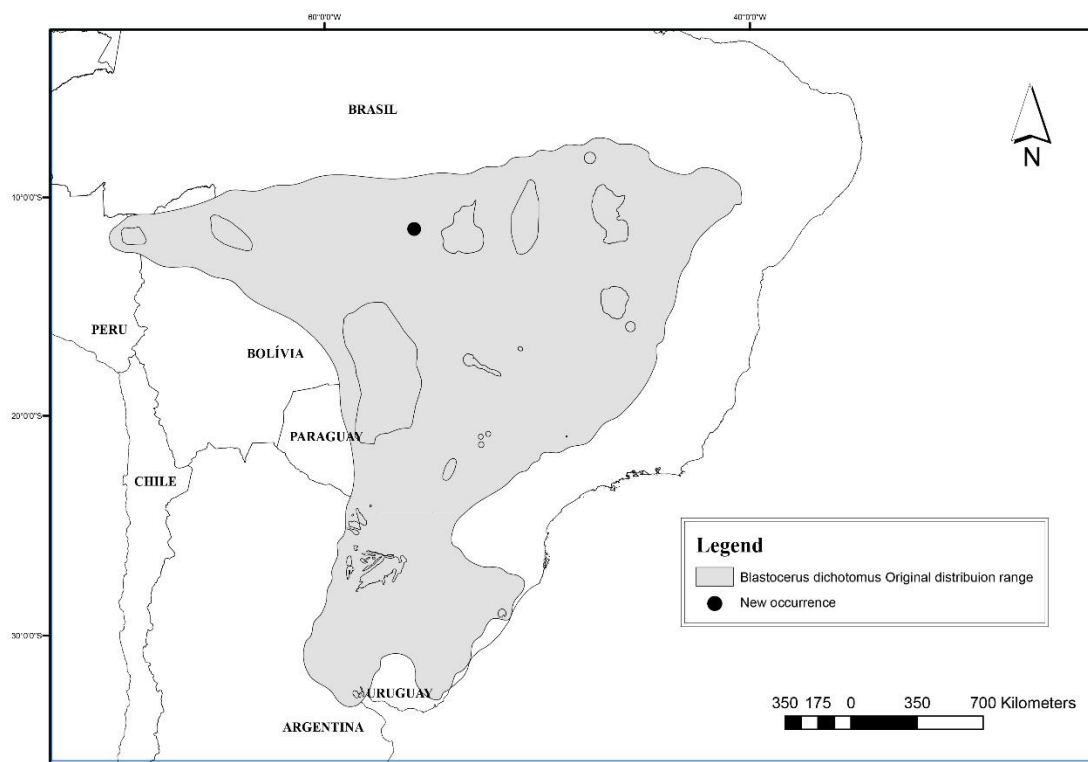 60°0'0"W
40°0'0"W
BRASIL
N
10°0'0"S
PERU
BOLÍVIA
20°0'0"S
PARAGUAY
CHILE
Legend
Blastocerus dichotomus Original distribuion range
New occurrence
30°0'0"S
URUGUAY
350 175 0 350 700 Kilometers
ARGENTINA